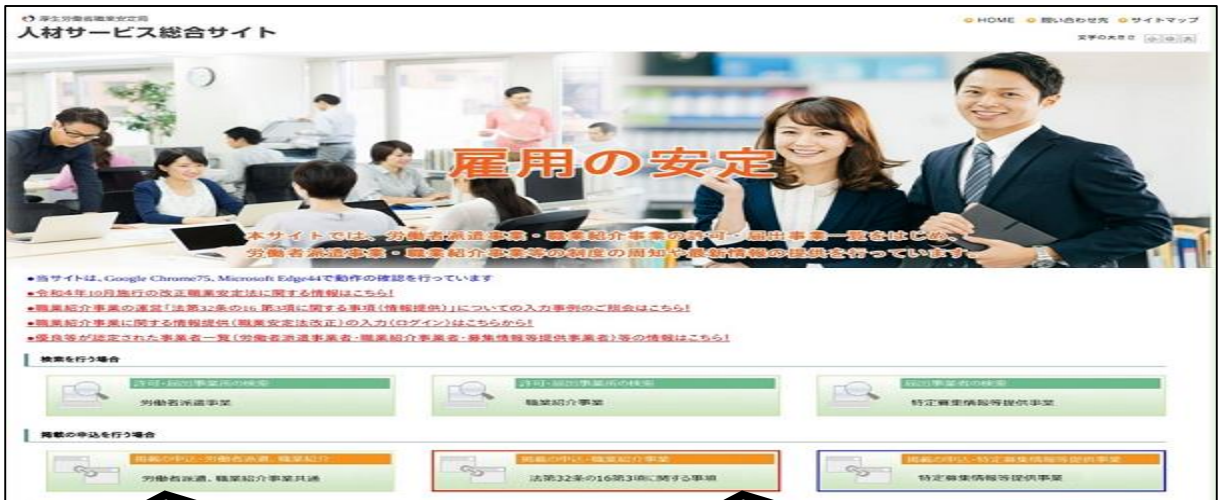 厚生労働省職業安定局
人材サービス総合サイト
HOME 問い合わせ先 サイトマップ
文字の大きさ 小 中 大
雇用の安定
本サイトでは、労働者派遣事業・職業紹介事業の許可・届出事業一覧をはじめ、
労働者派遣事業・職業紹介事業等の制度の周知や最新情報の提供を行っています。
●当サイトは、Google Chrome75、Microsoft Edge44で動作の確認を行っています
●令和4年10月施行の改正職業安定法に関する情報はこちら!
●職業紹介事業の運営「法第32条の16 第3項に関する事項(情報提供)」についての入力事例のご照会はこちら!
●職業紹介事業に関する情報提供(職業安定法改正)の入力(ログイン)はこちらから!
●優良等が認定された事業者一覧(労働者派遣事業者・職業紹介事業者・募集情報等提供事業者)等の情報はこちら!
検索を行う場合
許可・届出事業所の検索 許可・届出事業所の検索 届出事業者の検索
労働者派遣事業 職業紹介事業 特定募集情報等提供事業
掲載の申込を行う場合
掲載の申込-労働者派遣、職業紹介 掲載の申込-職業紹介事業 掲載の申込-特定募集情報等提供事業
労働者派遣、職業紹介事業共通 法第32条の16第3項に関する事項 特定募集情報等提供事業